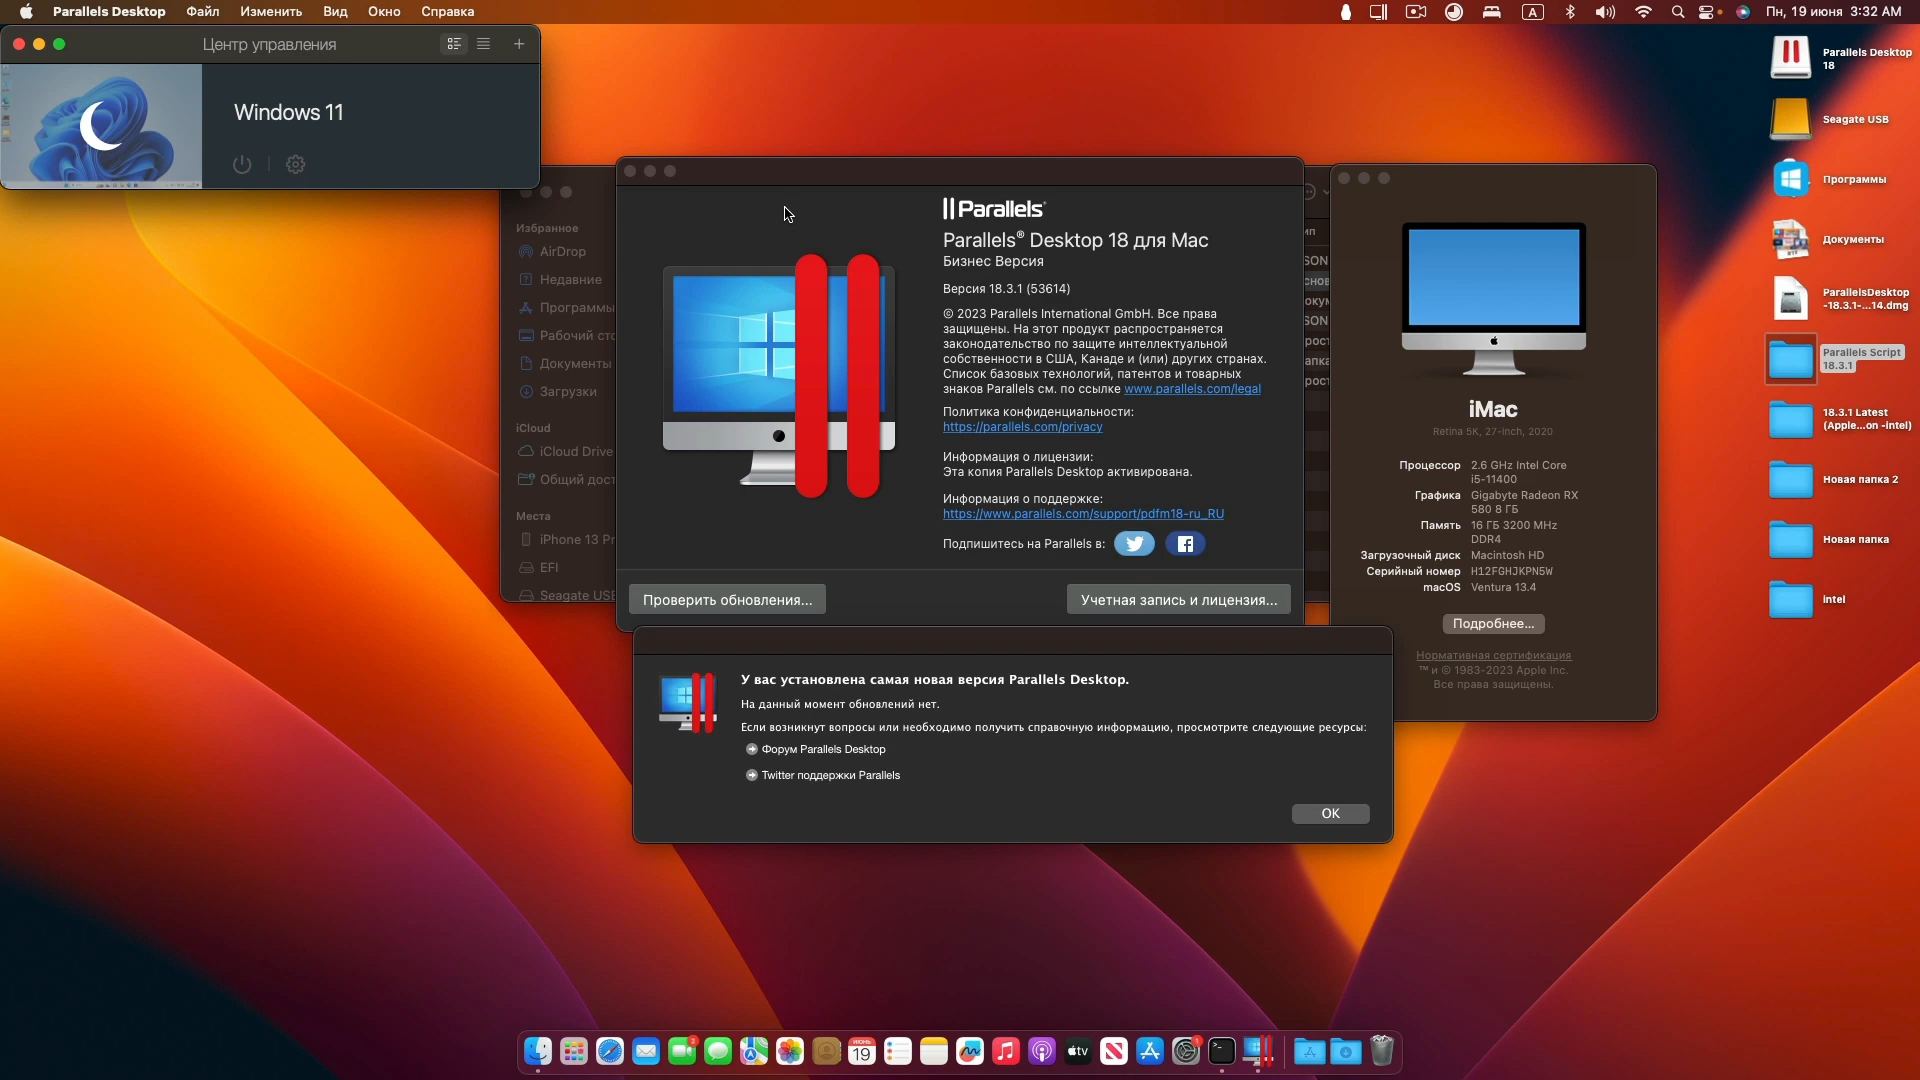 Parallels Desktop Файл Изменить Вид Окно Справка
A Пн, 19 июня 3:32 AM
Центр управления
Windows 11
Избранное
AirDrop
Недавние
Программы
Рабочий сто
Документы
Загрузки
iCloud
iCloud Drive
Общий дост
Места
iPhone 13 Pr
EFI
Seagate USB
Parallels
Parallels® Desktop 18 для Mac
Бизнес Версия
Версия 18.3.1 (53614)
© 2023 Parallels International GmbH. Все права
защищены. На этот продукт распространяется
законодательство по защите интеллектуальной
собственности в США, Канаде и (или) других странах.
Список базовых технологий, патентов и товарных
знаков Parallels см. по ссылке www.parallels.com/legal
Политика конфиденциальности:
https://parallels.com/privacy
Информация о лицензии:
Эта копия Parallels Desktop активирована.
Информация о поддержке:
https://www.parallels.com/support/pdfm18-ru_RU
Подпишитесь на Parallels в:
Проверить обновления... Учетная запись и лицензия...
У вас установлена самая новая версия Parallels Desktop.
На данный момент обновлений нет.
Если возникнут вопросы или необходимо получить справочную информацию, просмотрите следующие ресурсы:
Форум Parallels Desktop
Twitter поддержки Parallels
OK
iMac
Retina 5K, 27-inch, 2020
Процессор 2.6 GHz Intel Core
i5-11400
Графика Gigabyte Radeon RX
580 8 ГБ
Память 16 ГБ 3200 MHz
DDR4
Загрузочный диск Macintosh HD
Серийный номер H12FGHJKPN5W
macOS Ventura 13.4
Подробнее...
Нормативная сертификация
™ и © 1983-2023 Apple Inc.
Все права защищены.
Parallels Desktop
18
Seagate USB
Программы
Документы
ParallelsDesktop
-18.3.1-...14.dmg
Parallels Script
18.3.1
18.3.1 Latest
(Apple...on -intel)
Новая папка 2
Новая папка
intel
3
ИЮНЬ
19
tv
1